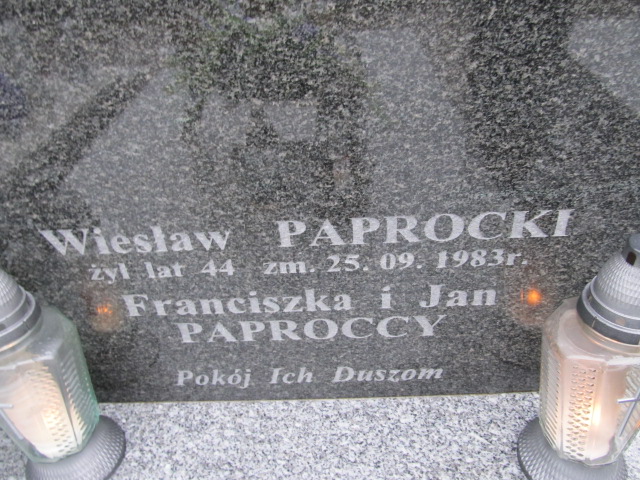 Wiesław PAPROCKI
żył lat 44 zm. 25. 09. 1983r.
Franciszka i Jan
PAPROCCY
Pokój Ich Duszom